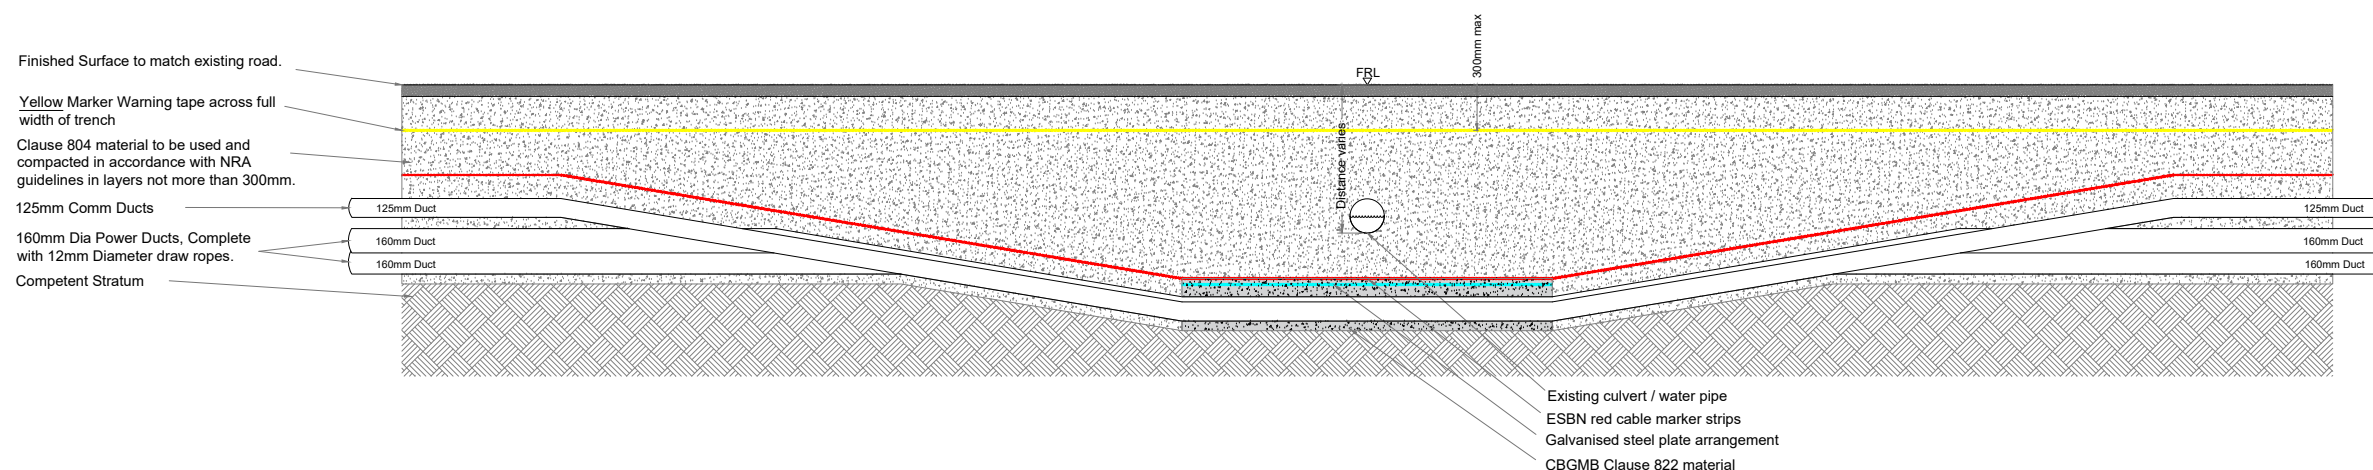 300mm max
FRL
Finished Surface to match existing road.
Yellow Marker Warning tape across full
width of trench
Clause 804 material to be used and
compacted in accordance with NRA
guidelines in layers not more than 300mm.
Distance varies
125mm Comm Ducts
125mm Duct
125mm Duct
160mm Dia Power Ducts, Complete
with 12mm Diameter draw ropes.
160mm Duct
160mm Duct
160mm Duct
160mm Duct
Competent Stratum
Existing culvert / water pipe
ESBN red cable marker strips
Galvanised steel plate arrangement
CBGMB Clause 822 material